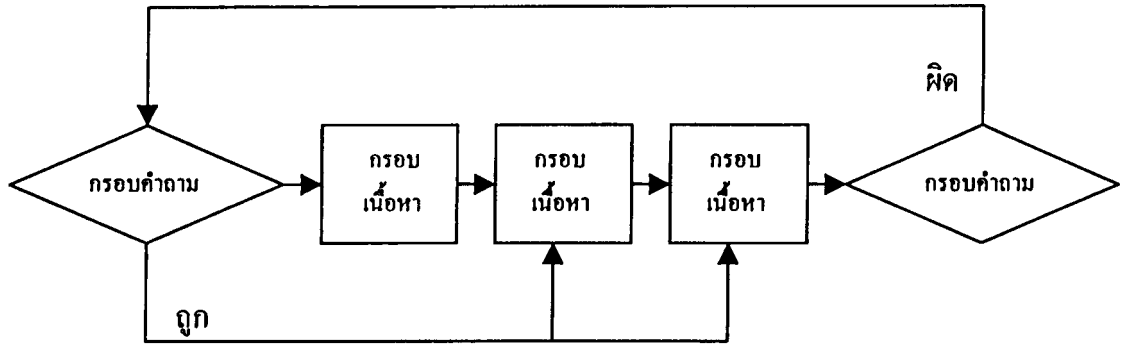 ผิด
กรอบคำถาม
กรอบ
เนื้อหา
กรอบ
เนื้อหา
กรอบ
เนื้อหา
กรอบคำถาม
ถูก